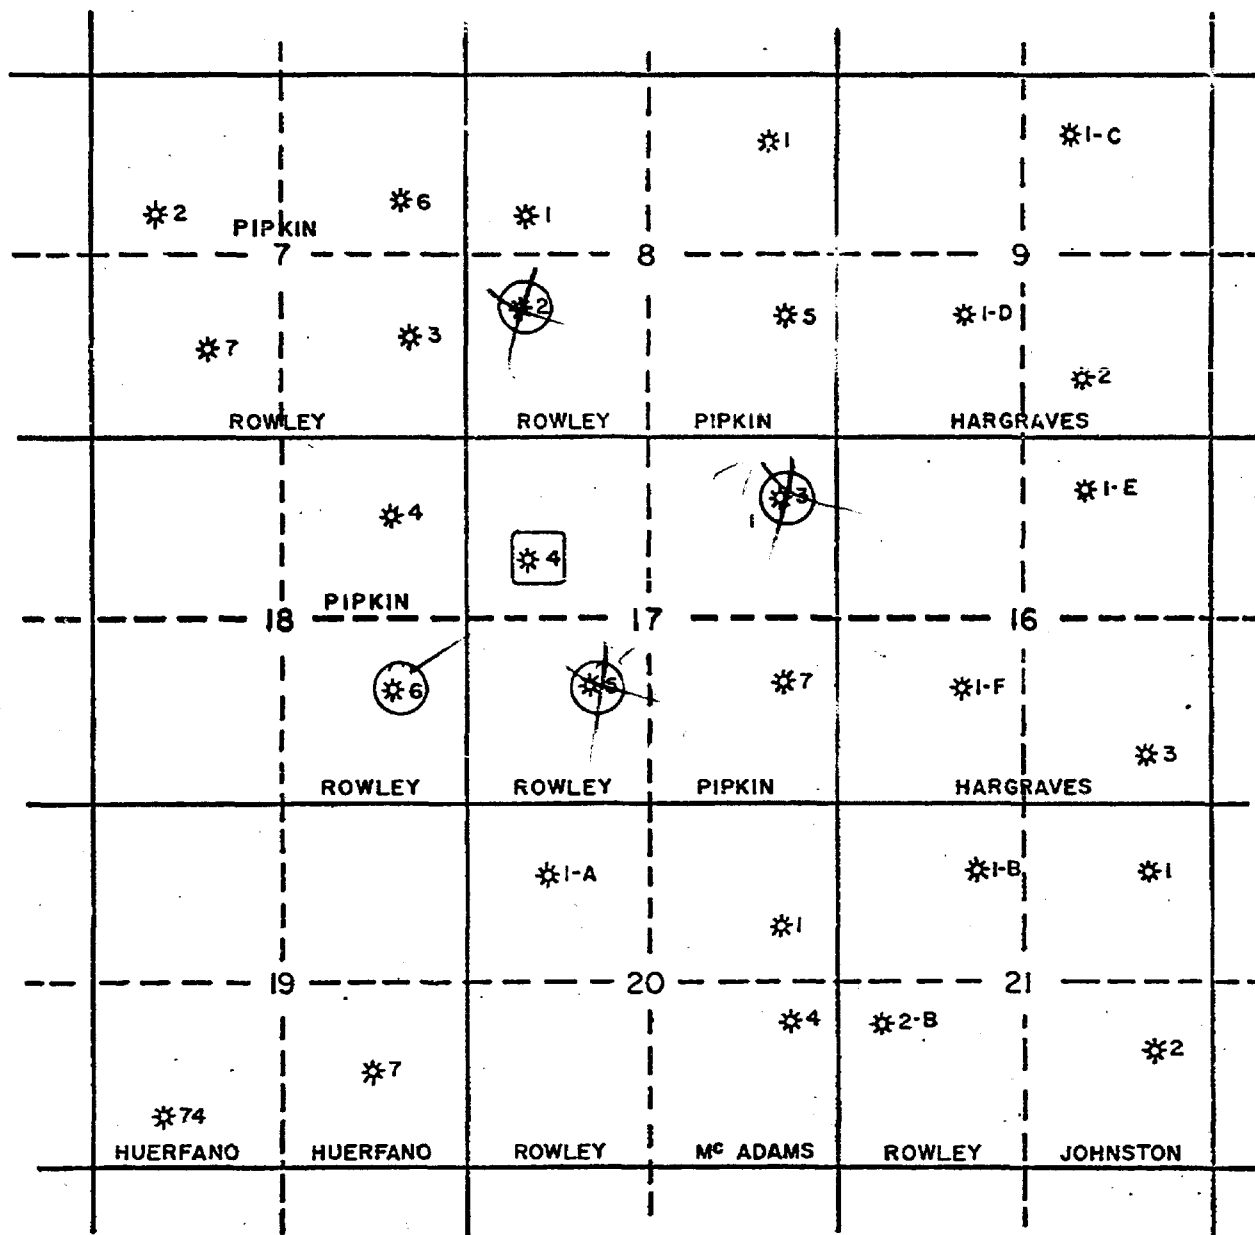 1
1-C
6
2
1
PIPKIN
7
8
9
2
5
1-D
3
7
2
ROWLEY
ROWLEY
PIPKIN
HARGRAVES
1-E
3
4
1
4
PIPKIN
18
17
16
7
6
5
1-F
3
ROWLEY
ROWLEY
PIPKIN
HARGRAVES
1-A
1-B
1
1
19
20
21
4
2-B
2
7
74
HUERFANO
HUERFANO
ROWLEY
Mc ADAMS
ROWLEY
JOHNSTON